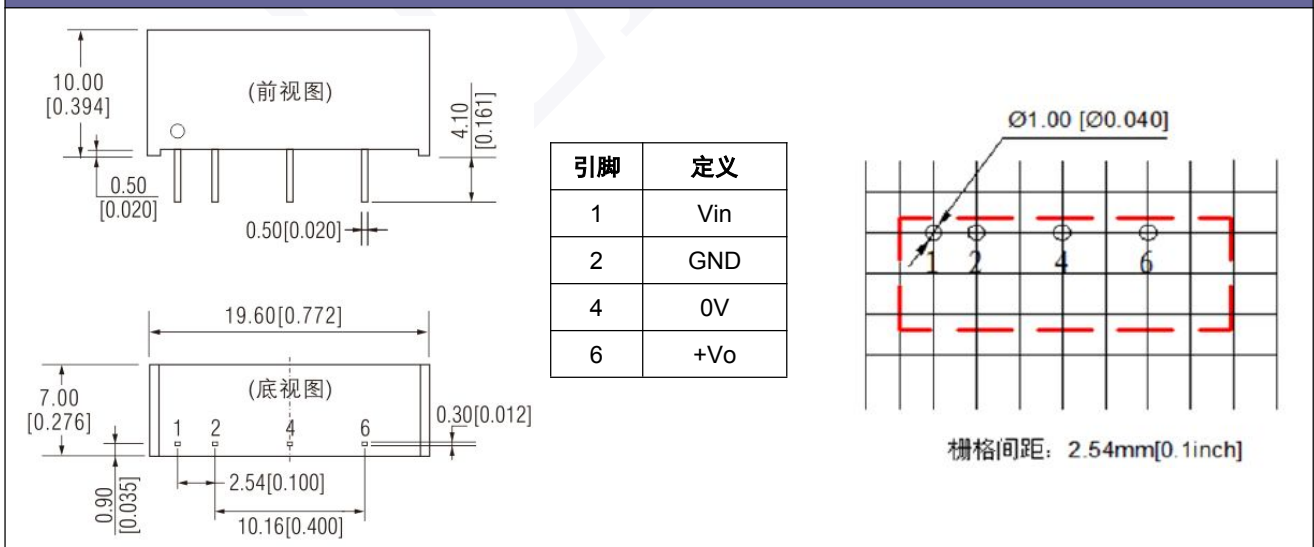 10.00
[0.394]
(前视图)
4.10
[0.161]
0.50
[0.020]
0.50[0.020]
19.60[0.772]
(底视图)
7.00
[0.276]
1 2 4 6
0.30[0.012]
0.90
[0.035]
2.54[0.100]
10.16[0.400]
引脚 定义
1 Vin
2 GND
4 0V
6 +Vo
Ø1.00 [Ø0.040]
1 2 4 6
栅格间距：2.54mm[0.1inch]